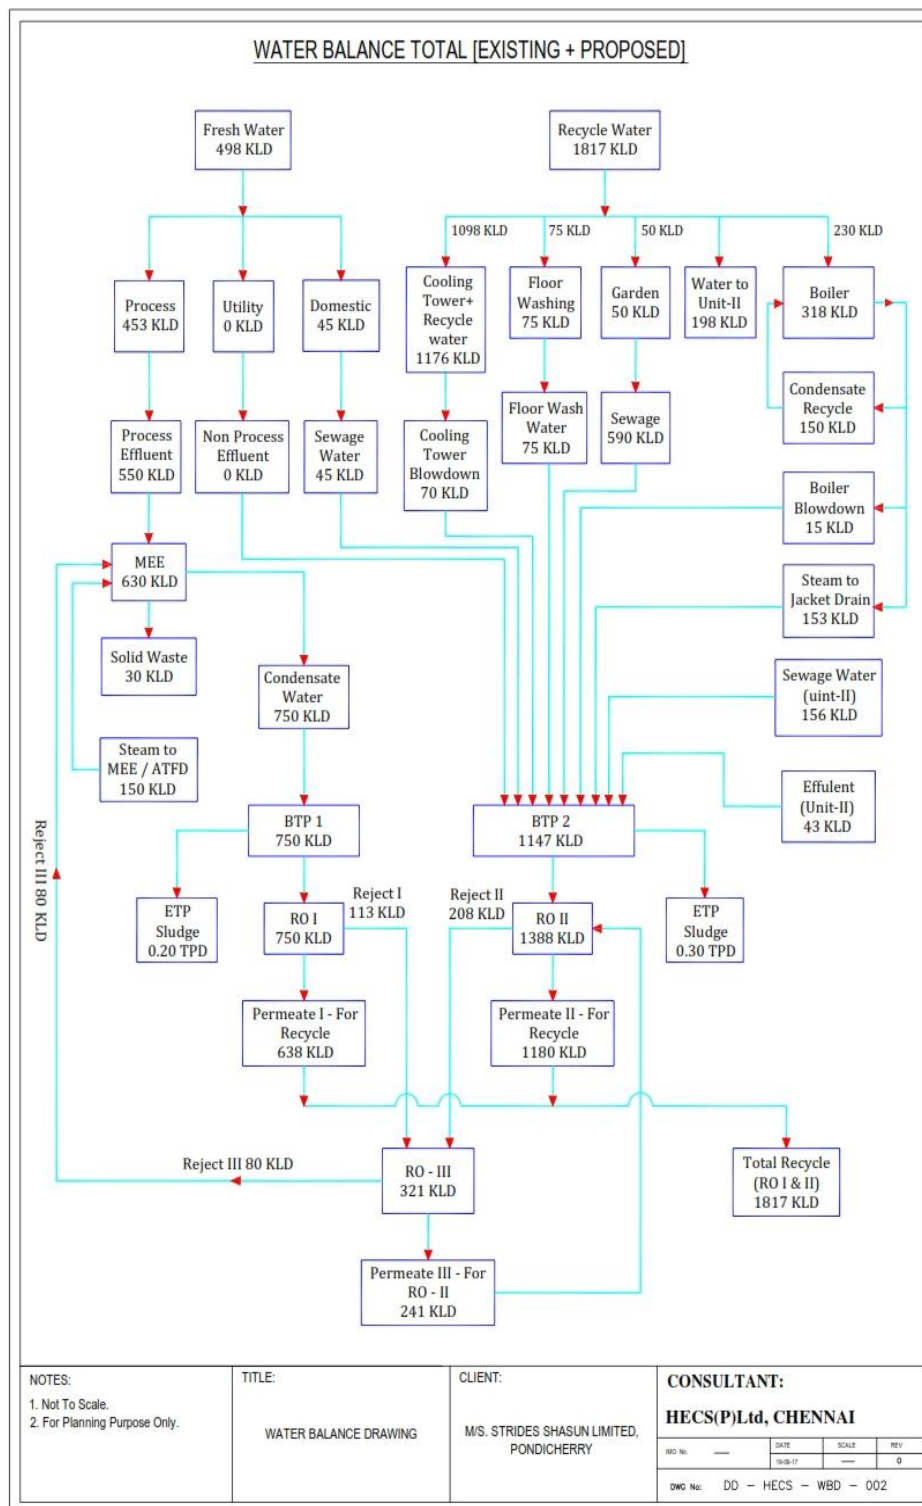 WATER BALANCE TOTAL [EXISTING + PROPOSED]
Fresh Water
498 KLD
Recycle Water
1817 KLD
1098 KLD
75 KLD
50 KLD
230 KLD
Process
453 KLD
Utility
0 KLD
Domestic
45 KLD
Cooling
Tower+
Recycle
water
1176 KLD
Floor
Washing
75 KLD
Garden
50 KLD
Water to
Unit-II
198 KLD
Boiler
318 KLD
Condensate
Recycle
150 KLD
Process
Effluent
550 KLD
Non Process
Effluent
0 KLD
Sewage
Water
45 KLD
Cooling
Tower
Blowdown
70 KLD
Floor Wash
Water
75 KLD
Sewage
590 KLD
Boiler
Blowdown
15 KLD
MEE
630 KLD
Steam to
Jacket Drain
153 KLD
Solid Waste
30 KLD
Condensate
Water
750 KLD
Sewage Water
(uint-II)
156 KLD
Steam to
MEE / ATFD
150 KLD
Effulent
(Unit-II)
43 KLD
BTP 1
750 KLD
BTP 2
1147 KLD
Reject III 80 KLD
ETP
Sludge
0.20 TPD
RO I
750 KLD
Reject I
113 KLD
Reject II
208 KLD
RO II
1388 KLD
ETP
Sludge
0.30 TPD
Permeate I - For
Recycle
638 KLD
Permeate II - For
Recycle
1180 KLD
Reject III 80 KLD
RO - III
321 KLD
Total Recycle
(RO I & II)
1817 KLD
Permeate III - For
RO - II
241 KLD
NOTES:
1. Not To Scale.
2. For Planning Purpose Only.
TITLE:
WATER BALANCE DRAWING
CLIENT:
M/S. STRIDES SHASUN LIMITED,
PONDICHERRY
CONSULTANT:
HECS(P)Ltd, CHENNAI
DATE
SCALE
REV
0
DWG No: DD - HECS - WBD - 002